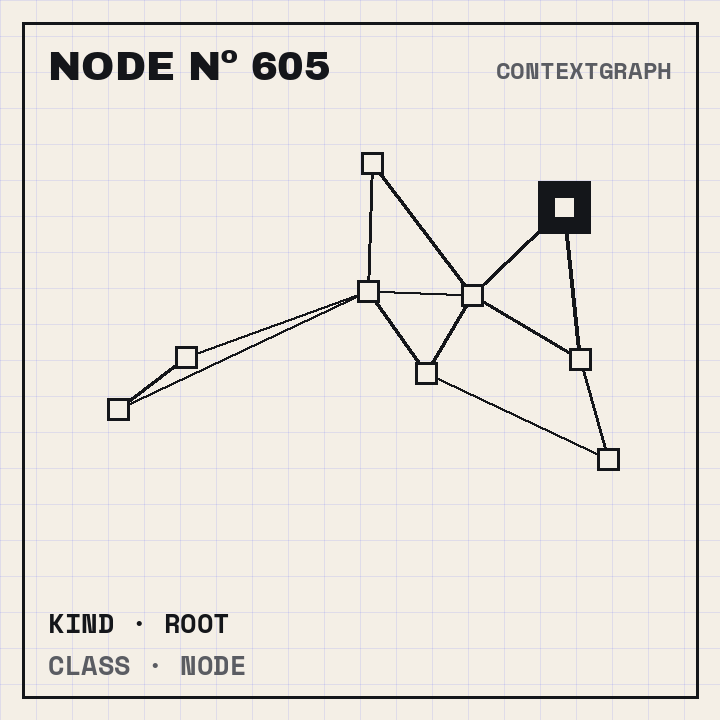 NODE Nº 605
CONTEXTGRAPH
KIND · ROOT
CLASS · NODE